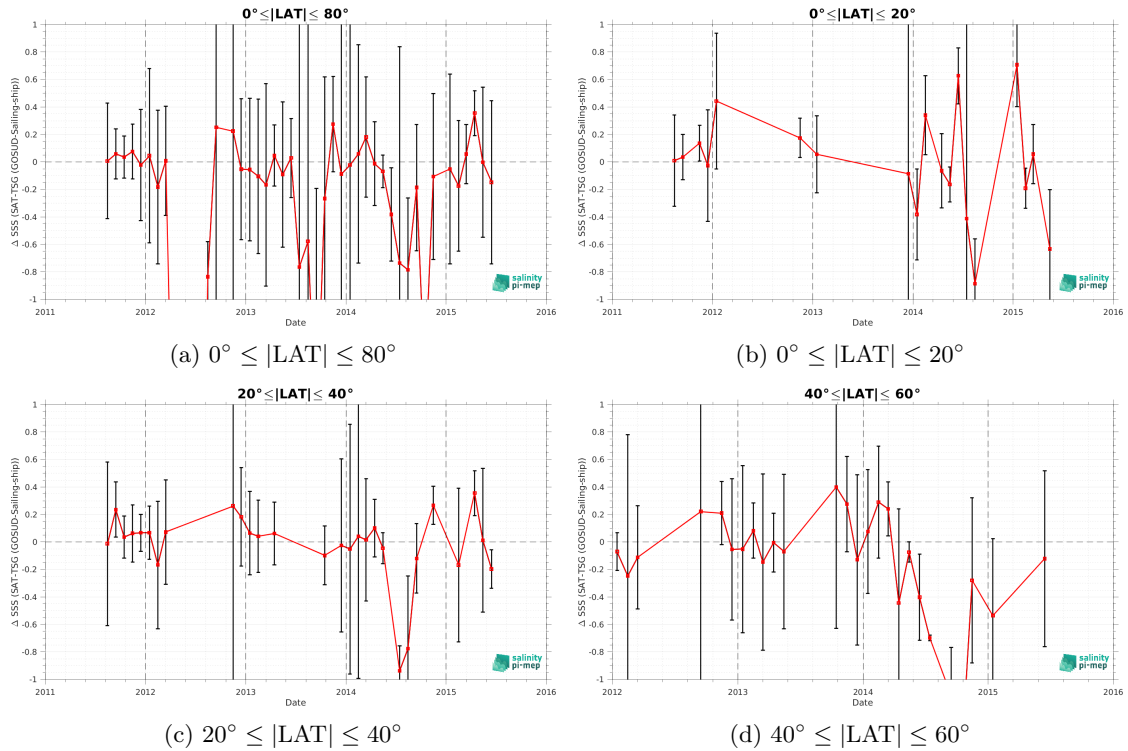 0°≤|LAT|≤ 80°
Δ SSS (SAT-TSG (GOSUD-Sailing-ship))
1
0.8
0.6
0.4
0.2
0
-0.2
-0.4
-0.6
-0.8
-1
2011 2012 2013 2014 2015 2016
Date
salinity
pi-mep
(a) 0° ≤ |LAT| ≤ 80°
0°≤|LAT|≤ 20°
Δ SSS (SAT-TSG (GOSUD-Sailing-ship))
1
0.8
0.6
0.4
0.2
0
-0.2
-0.4
-0.6
-0.8
-1
2011 2012 2013 2014 2015 2016
Date
salinity
pi-mep
(b) 0° ≤ |LAT| ≤ 20°
20°≤|LAT|≤ 40°
Δ SSS (SAT-TSG (GOSUD-Sailing-ship))
1
0.8
0.6
0.4
0.2
0
-0.2
-0.4
-0.6
-0.8
-1
2011 2012 2013 2014 2015 2016
Date
salinity
pi-mep
(c) 20° ≤ |LAT| ≤ 40°
40°≤|LAT|≤ 60°
Δ SSS (SAT-TSG (GOSUD-Sailing-ship))
1
0.8
0.6
0.4
0.2
0
-0.2
-0.4
-0.6
-0.8
-1
2012 2013 2014 2015 2016
Date
salinity
pi-mep
(d) 40° ≤ |LAT| ≤ 60°